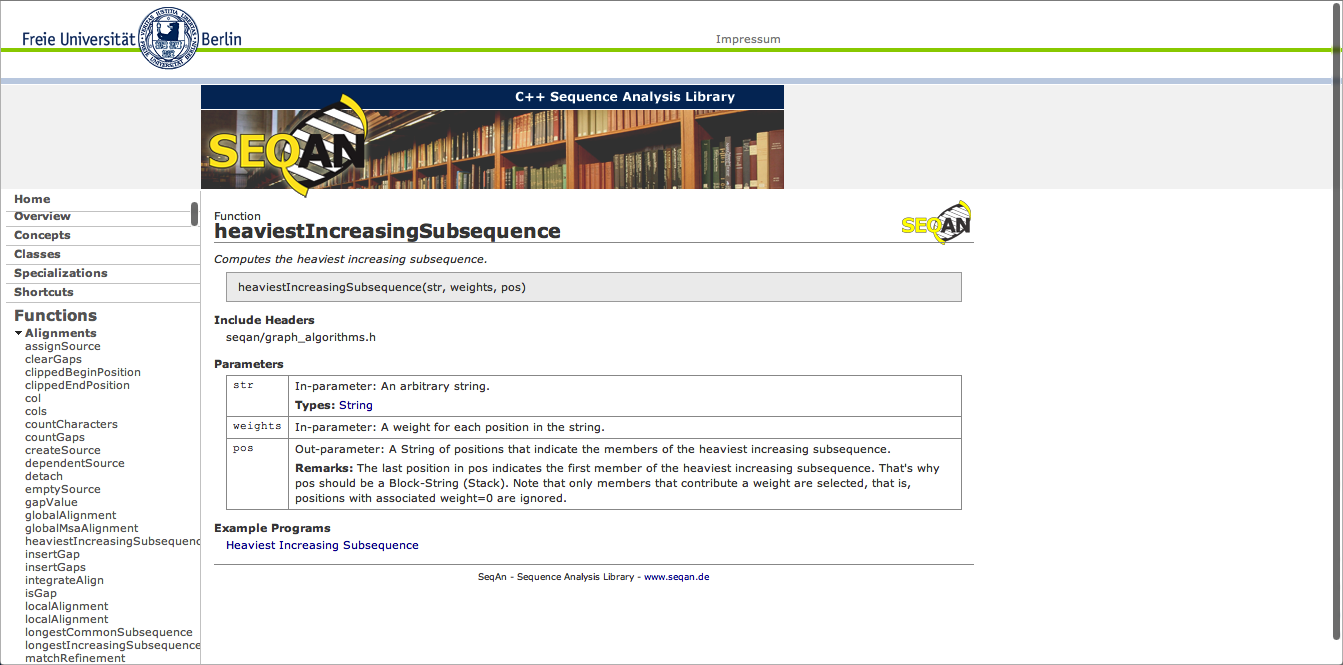 Freie Universität Berlin
Impressum
C++ Sequence Analysis Library
SEQAN
Home
Overview
Concepts
Classes
Specializations
Shortcuts
Functions
Alignments
assignSource
clearGaps
clippedBeginPosition
clippedEndPosition
col
cols
countCharacters
countGaps
createSource
dependentSource
detach
emptySource
gapValue
globalAlignment
globalMsaAlignment
heaviestIncreasingSubsequenc
insertGap
insertGaps
integrateAlign
isGap
localAlignment
localAlignment
longestCommonSubsequence
longestIncreasingSubsequence
matchRefinement
Function
heaviestIncreasingSubsequence
SEQAN
Computes the heaviest increasing subsequence.
heaviestIncreasingSubsequence(str, weights, pos)
Include Headers
seqan/graph_algorithms.h
Parameters
str
In-parameter: An arbitrary string.
Types: String
weights
In-parameter: A weight for each position in the string.
pos
Out-parameter: A String of positions that indicate the members of the heaviest increasing subsequence.
Remarks: The last position in pos indicates the first member of the heaviest increasing subsequence. That's why
pos should be a Block-String (Stack). Note that only members that contribute a weight are selected, that is,
positions with associated weight=0 are ignored.
Example Programs
Heaviest Increasing Subsequence
SeqAn - Sequence Analysis Library - www.seqan.de